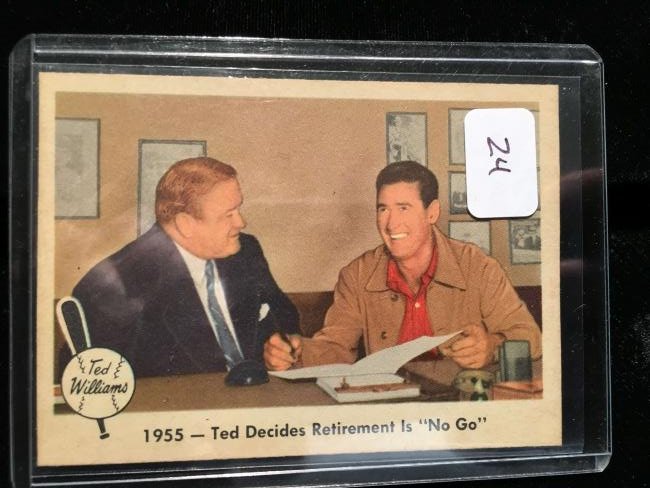 24
Ted
Williams
1955 — Ted Decides Retirement Is "No Go"